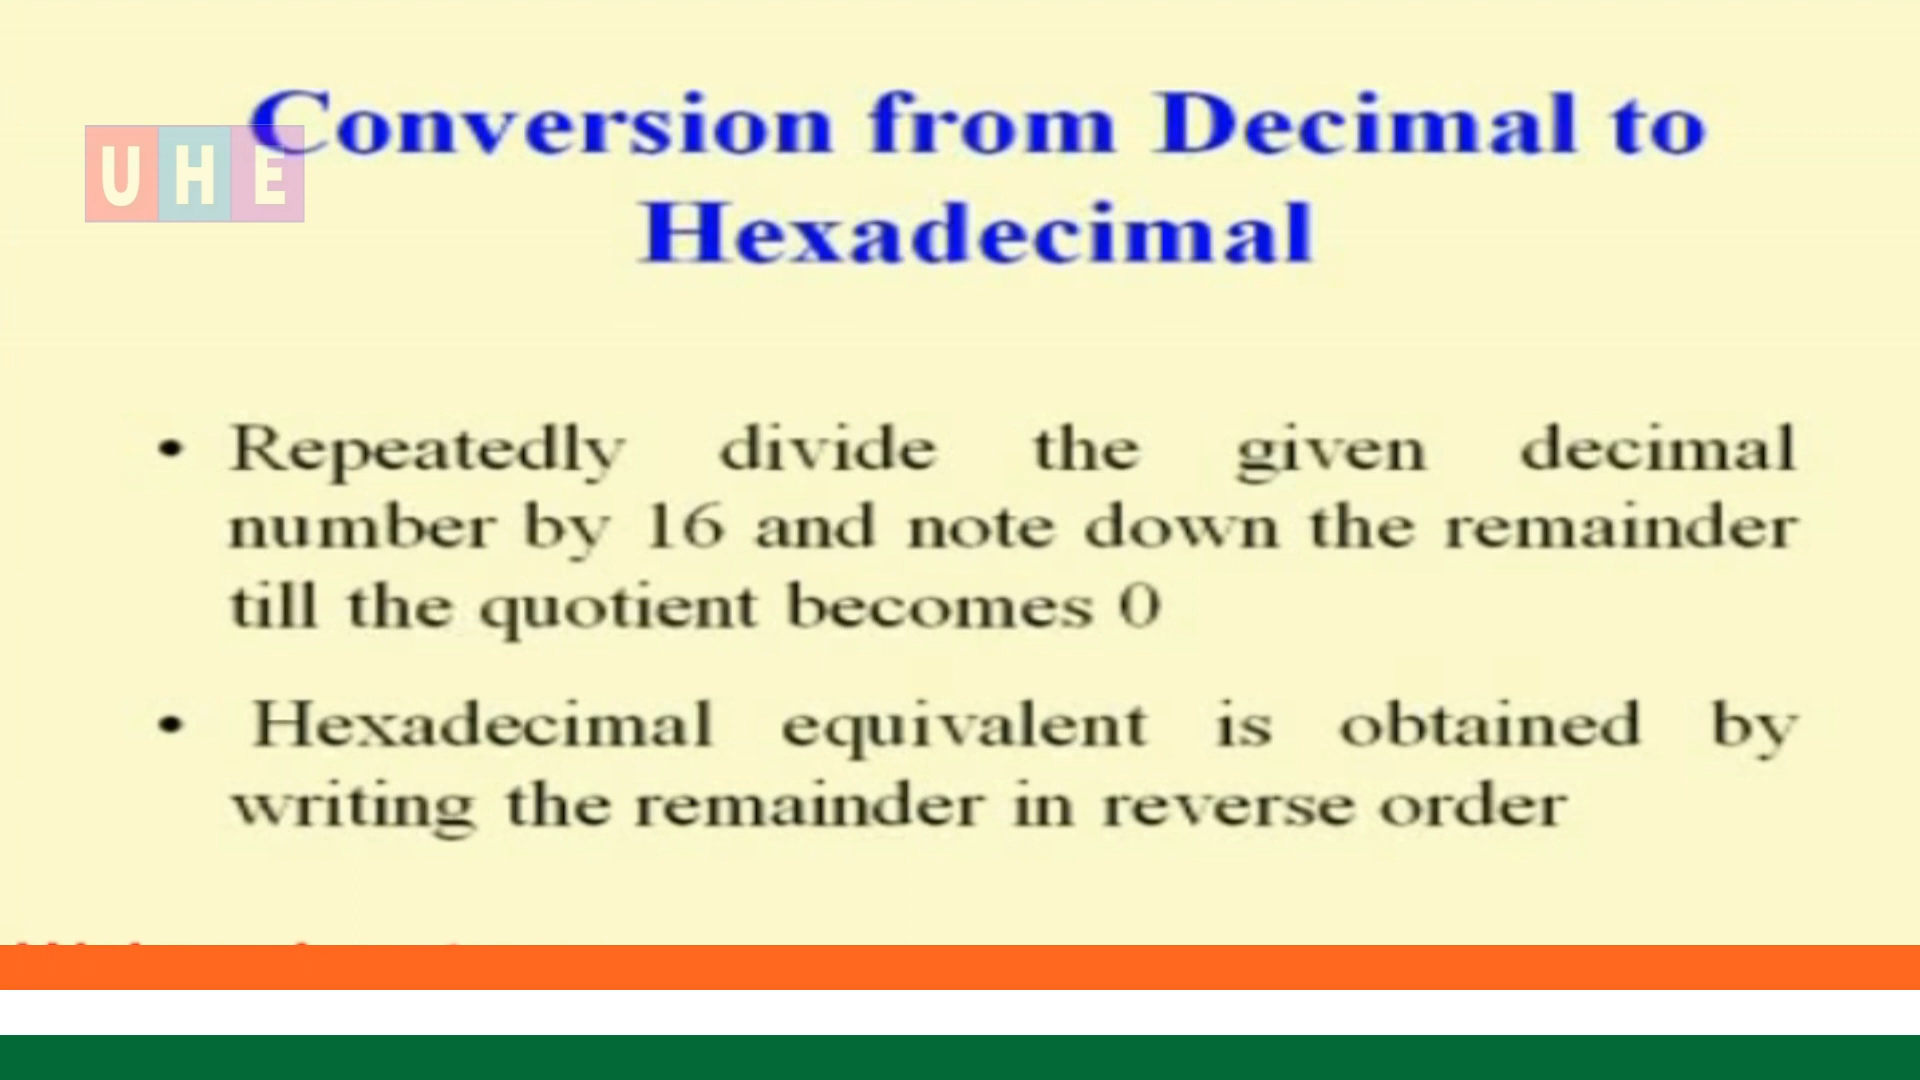 Conversion from Decimal to
Hexadecimal
UHE
• Repeatedly divide the given decimal
number by 16 and note down the remainder
till the quotient becomes 0
• Hexadecimal equivalent is obtained by
writing the remainder in reverse order